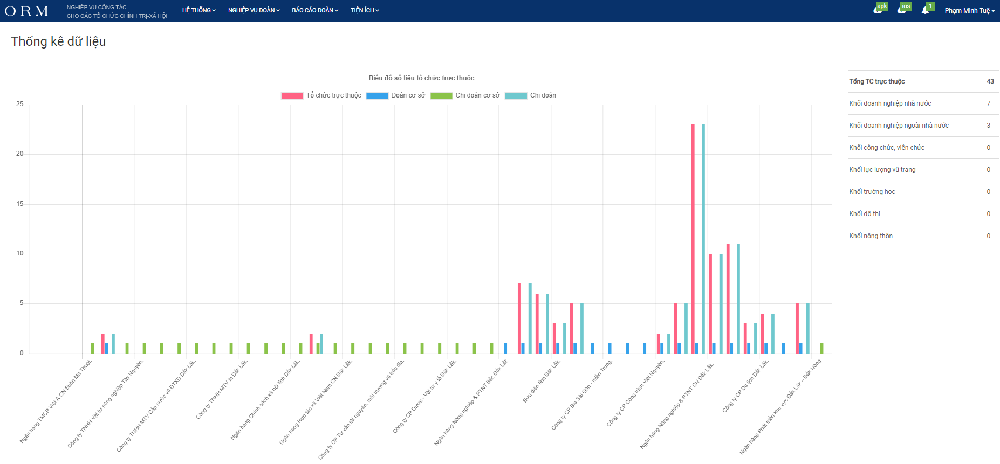 ORM
NGHIỆP VỤ CÔNG TÁC
CHO CÁC TỔ CHỨC CHÍNH TRỊ-XÃ HỘI
HỆ THỐNG
NGHIỆP VỤ ĐOÀN
BÁO CÁO ĐOÀN
TIỆN ÍCH
apk
ios
1
Phạm Minh Tuệ
Thống kê dữ liệu
Biểu đồ số liệu tổ chức trực thuộc
Tổ chức trực thuộc
Đoàn cơ sở
Chi đoàn cơ sở
Chi đoàn
25
20
15
10
5
0
Ngân hàng TMCP Việt Á CN Buôn Ma Thuột.
Công ty TNHH Vật tư nông nghiệp Tây Nguyên.
Công ty TNHH MTV Cấp nước và ĐTXD Đắk Lắk.
Công ty TNHH MTV In Đắk Lắk.
Ngân hàng Chính sách xã hội tỉnh Đắk Lắk.
Ngân hàng Hợp tác xã Việt Nam CN Đắk Lắk.
Công ty CP Tư vấn tài nguyên, môi trường và trắc địa.
Công ty CP Dược - Vật tư y tế Đắk Lắk.
Ngân hàng Nông nghiệp & PTNT Bắc Đắk Lắk
Bưu điện tỉnh Đắk Lắk.
Công ty CP Bia Sài Gòn - miền Trung.
Công ty CP Công trình Việt Nguyên.
Ngân hàng Nông nghiệp & PTNT CN Đắk Lắk.
Công ty CP Du lịch Đắk Lắk.
Ngân hàng Phát triển khu vực Đắk Lắk – Đắk Nông
Tổng TC trực thuộc 43
Khối doanh nghiệp nhà nước 7
Khối doanh nghiệp ngoài nhà nước 3
Khối công chức, viên chức 0
Khối lực lượng vũ trang 0
Khối trường học 0
Khối đô thị 0
Khối nông thôn 0